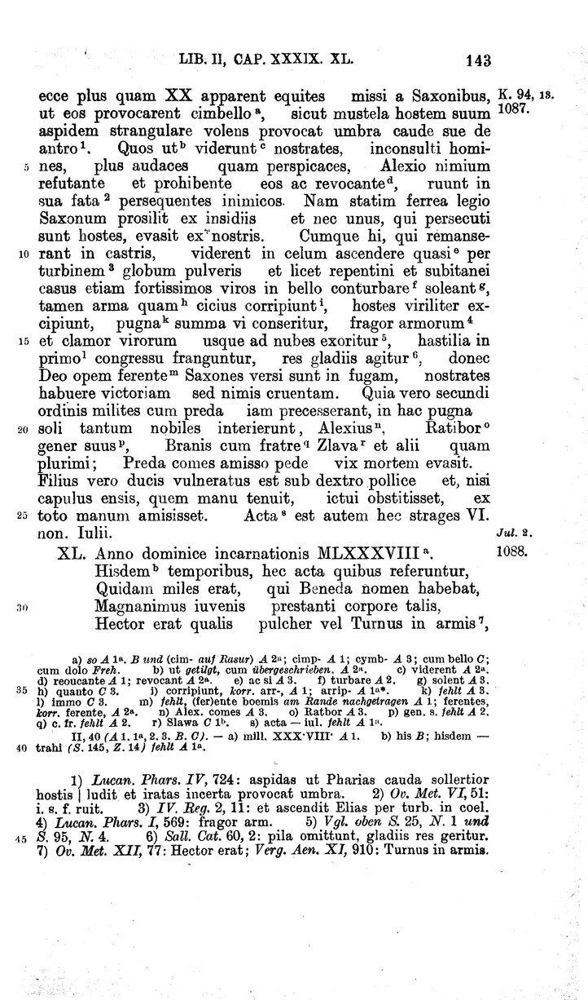 LIB. II, CAP. XXXIX. XL. 143
ecce plus quam XX apparent equites missi a Saxonibus, K. 94, 18.
ut eos provocarent cimbello a, sicut mustela hostem suum 1087.
aspidem strangulare volens provocat umbra caude sue de
antro 1. Quos ut b viderunt c nostrates, inconsulti homi-
5 nes, plus audaces quam perspicaces, Alexio nimium
refutante et prohibente eos ac revocante d, ruunt in
sua fata 2 persequentes inimicos. Nam statim ferrea legio
Saxonum prosilit ex insidiis et nec unus, qui persecuti
sunt hostes, evasit ex nostris. Cumque hi, qui remanse-
10 rant in castris, viderent in celum ascendere quasi e per
turbinem 3 globum pulveris et licet repentini et subitanei
casus etiam fortissimos viros in bello conturbare f soleant g,
tamen arma quam h cicius corripiunt i, hostes viriliter ex-
cipiunt, pugna k summa vi conseritur, fragor armorum 4
15 et clamor virorum usque ad nubes exoritur 5, hastilia in
primo l congressu franguntur, res gladiis agitur 6, donec
Deo opem ferente m Saxones versi sunt in fugam, nostrates
habuere victoriam sed nimis cruentam. Quia vero secundi
ordinis milites cum preda iam precesserant, in hac pugna
20 soli tantum nobiles interierunt, Alexius n, Ratibor o
gener suus p, Branis cum fratre q Zlava r et alii quam
plurimi; Preda comes amisso pede vix mortem evasit.
Filius vero ducis vulneratus est sub dextro pollice et, nisi
capulus ensis, quem manu tenuit, ictui obstitisset, ex
25 toto manum amisisset. Acta s est autem hec strages VI.
non. Iulii. Jul. 2.
XL. Anno dominice incarnationis MLXXXVIII a. 1088.
Hisdem b temporibus, hec acta quibus referuntur,
Quidam miles erat, qui Beneda nomen habebat,
30 Magnanimus iuvenis prestanti corpore talis,
Hector erat qualis pulcher vel Turnus in armis 7,
a) so A 1a. B und (cim- auf Rasur) A 2a; cimp- A 1; cymb- A 3; cum bello C;
cum dolo Freh. b) ut getilgt, cum übergeschrieben. A 2a. c) viderent A 2a.
d) reoucante A 1; revocant A 2a. e) ac si A 3. f) turbare A 2. g) solent A 3.
35 h) quanto C 3. i) corripiunt, korr. arr-, A 1; arrip- A 1a*. k) fehlt A 3.
l) immo C 3. m) fehlt, (fer)ente boemis am Rande nachgetragen A 1; ferentes,
korr. ferente, A 2a. n) Alex. comes A 3. o) Ratbor A 3. p) gen. s. fehlt A 2.
q) c. fr. fehlt A 2. r) Slawa C 1b. s) acta — iul. fehlt A 1a.
II, 40 (A 1. 1a, 2. 3. B. C). — a) mill. XXX·VIII· A 1. b) his B; hisdem —
40 trahi (S. 145, Z. 14) fehlt A 1a.
1) Lucan. Phars. IV, 724: aspidas ut Pharias cauda sollertior
hostis | ludit et iratas incerta provocat umbra. 2) Ov. Met. VI, 51:
i. s. f. ruit. 3) IV. Reg. 2, 11: et ascendit Elias per turb. in coel.
4) Lucan. Phars. I, 569: fragor arm. 5) Vgl. oben S. 25, N. 1 und
45 S. 95, N. 4. 6) Sall. Cat. 60, 2: pila omittunt, gladiis res geritur.
7) Ov. Met. XII, 77: Hector erat; Verg. Aen. XI, 910: Turnus in armis.